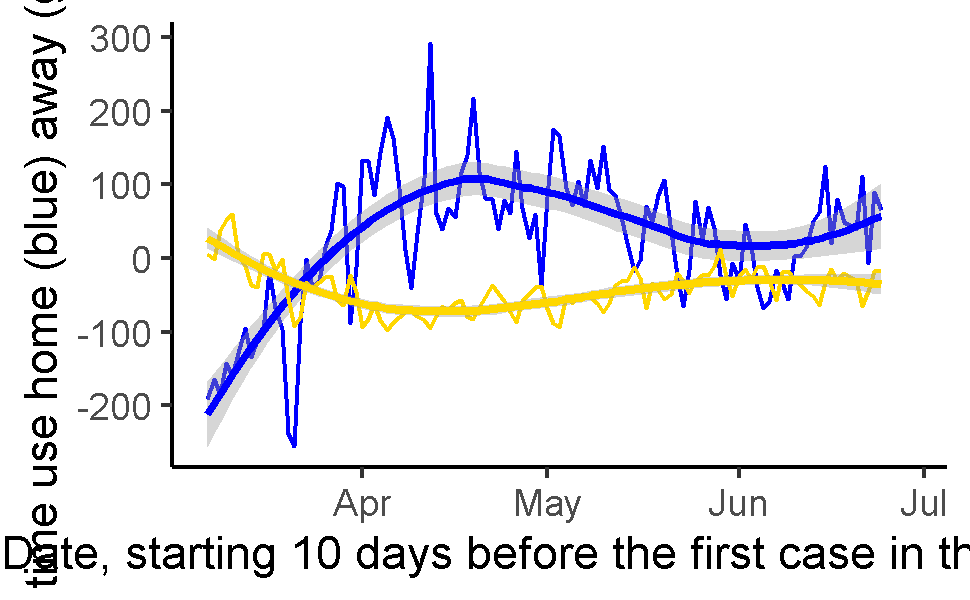 time use home (blue) away (
300
200
100
0
-100
-200
Apr May Jun Jul
Date, starting 10 days before the first case in th